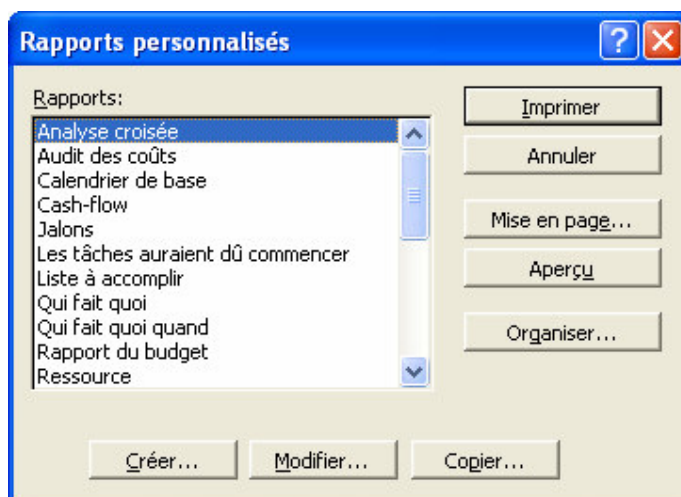 Rapports personnalisés
Rapports:
Analyse croisée
Audit des coûts
Calendrier de base
Cash-flow
Jalons
Les tâches auraient dû commencer
Liste à accomplir
Qui fait quoi
Qui fait quoi quand
Rapport du budget
Ressource
Imprimer
Annuler
Mise en page...
Aperçu
Organiser...
Créer...
Modifier...
Copier...